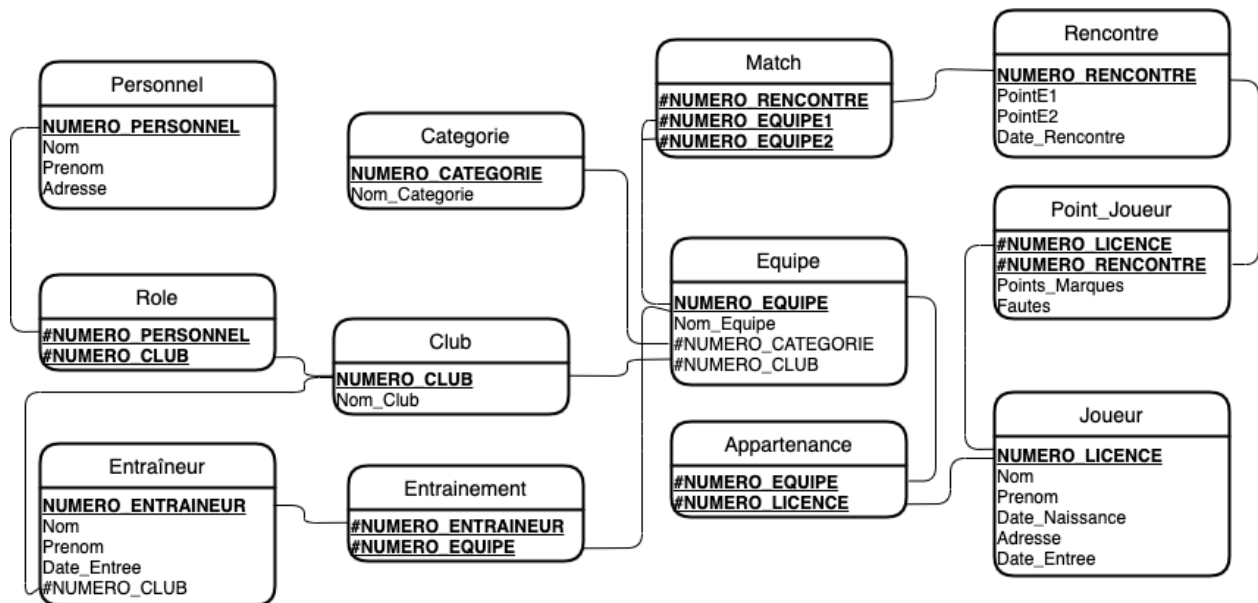 Personnel
NUMERO_PERSONNEL
Nom
Prenom
Adresse
Categorie
NUMERO_CATEGORIE
Nom_Categorie
Match
#NUMERO_RENCONTRE
#NUMERO_EQUIPE1
#NUMERO_EQUIPE2
Rencontre
NUMERO_RENCONTRE
PointE1
PointE2
Date_Rencontre
Role
#NUMERO_PERSONNEL
#NUMERO_CLUB
Club
NUMERO_CLUB
Nom_Club
Equipe
NUMERO_EQUIPE
Nom_Equipe
#NUMERO_CATEGORIE
#NUMERO_CLUB
Point_Joueur
#NUMERO_LICENCE
#NUMERO_RENCONTRE
Points_Marques
Fautes
Entraîneur
NUMERO_ENTRAINEUR
Nom
Prenom
Date_Entree
#NUMERO_CLUB
Entrainement
#NUMERO_ENTRAINEUR
#NUMERO_EQUIPE
Appartenance
#NUMERO_EQUIPE
#NUMERO_LICENCE
Joueur
NUMERO_LICENCE
Nom
Prenom
Date_Naissance
Adresse
Date_Entree